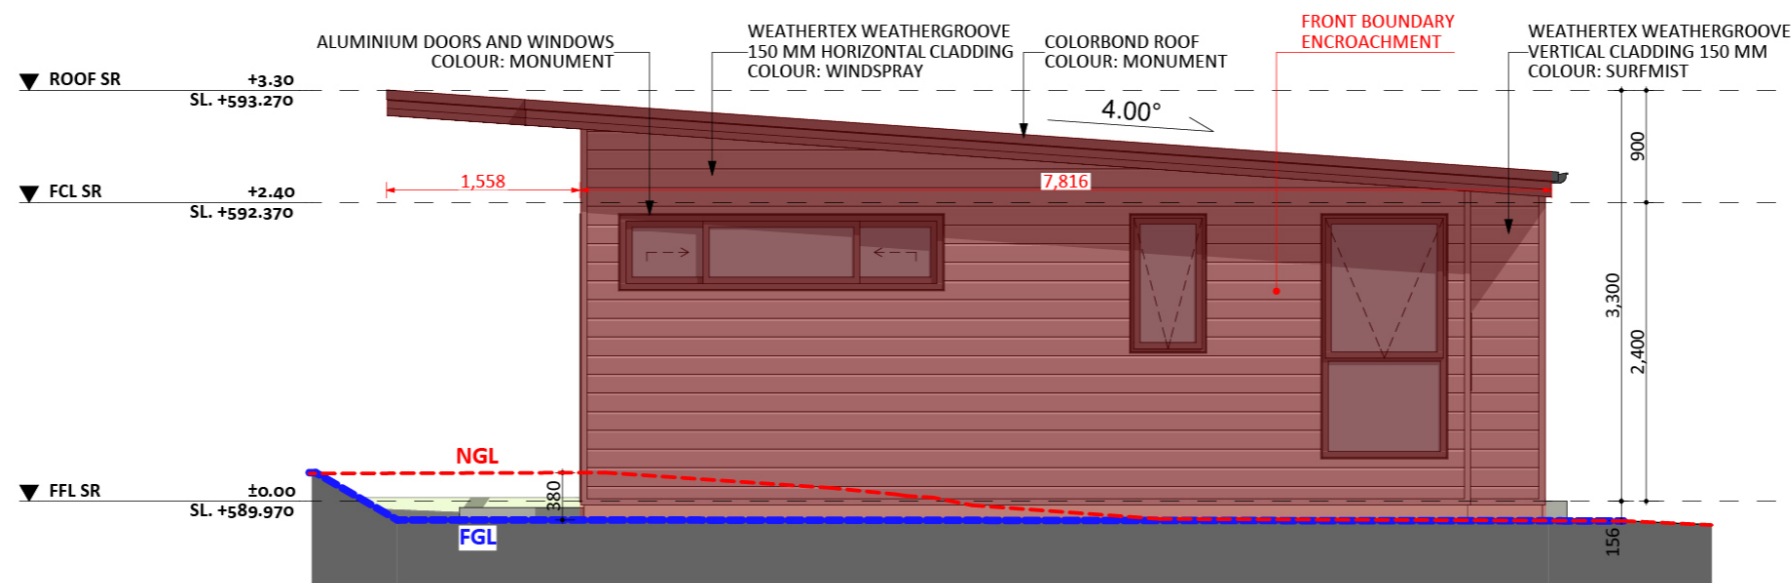 ALUMINIUM DOORS AND WINDOWS
COLOUR: MONUMENT
WEATHERTEX WEATHERGROOVE
150 MM HORIZONTAL CLADDING
COLOUR: WINDSPRAY
COLORBOND ROOF
COLOUR: MONUMENT
FRONT BOUNDARY
ENCROACHMENT
WEATHERTEX WEATHERGROOVE
VERTICAL CLADDING 150 MM
COLOUR: SURFMIST
ROOF SR +3.30
SL. +593.270
4.00°
900
FCL SR +2.40
SL. +592.370
1,558
7,816
3,300
2,400
NGL
380
FFL SR ±0.00
SL. +589.970
FGL
156